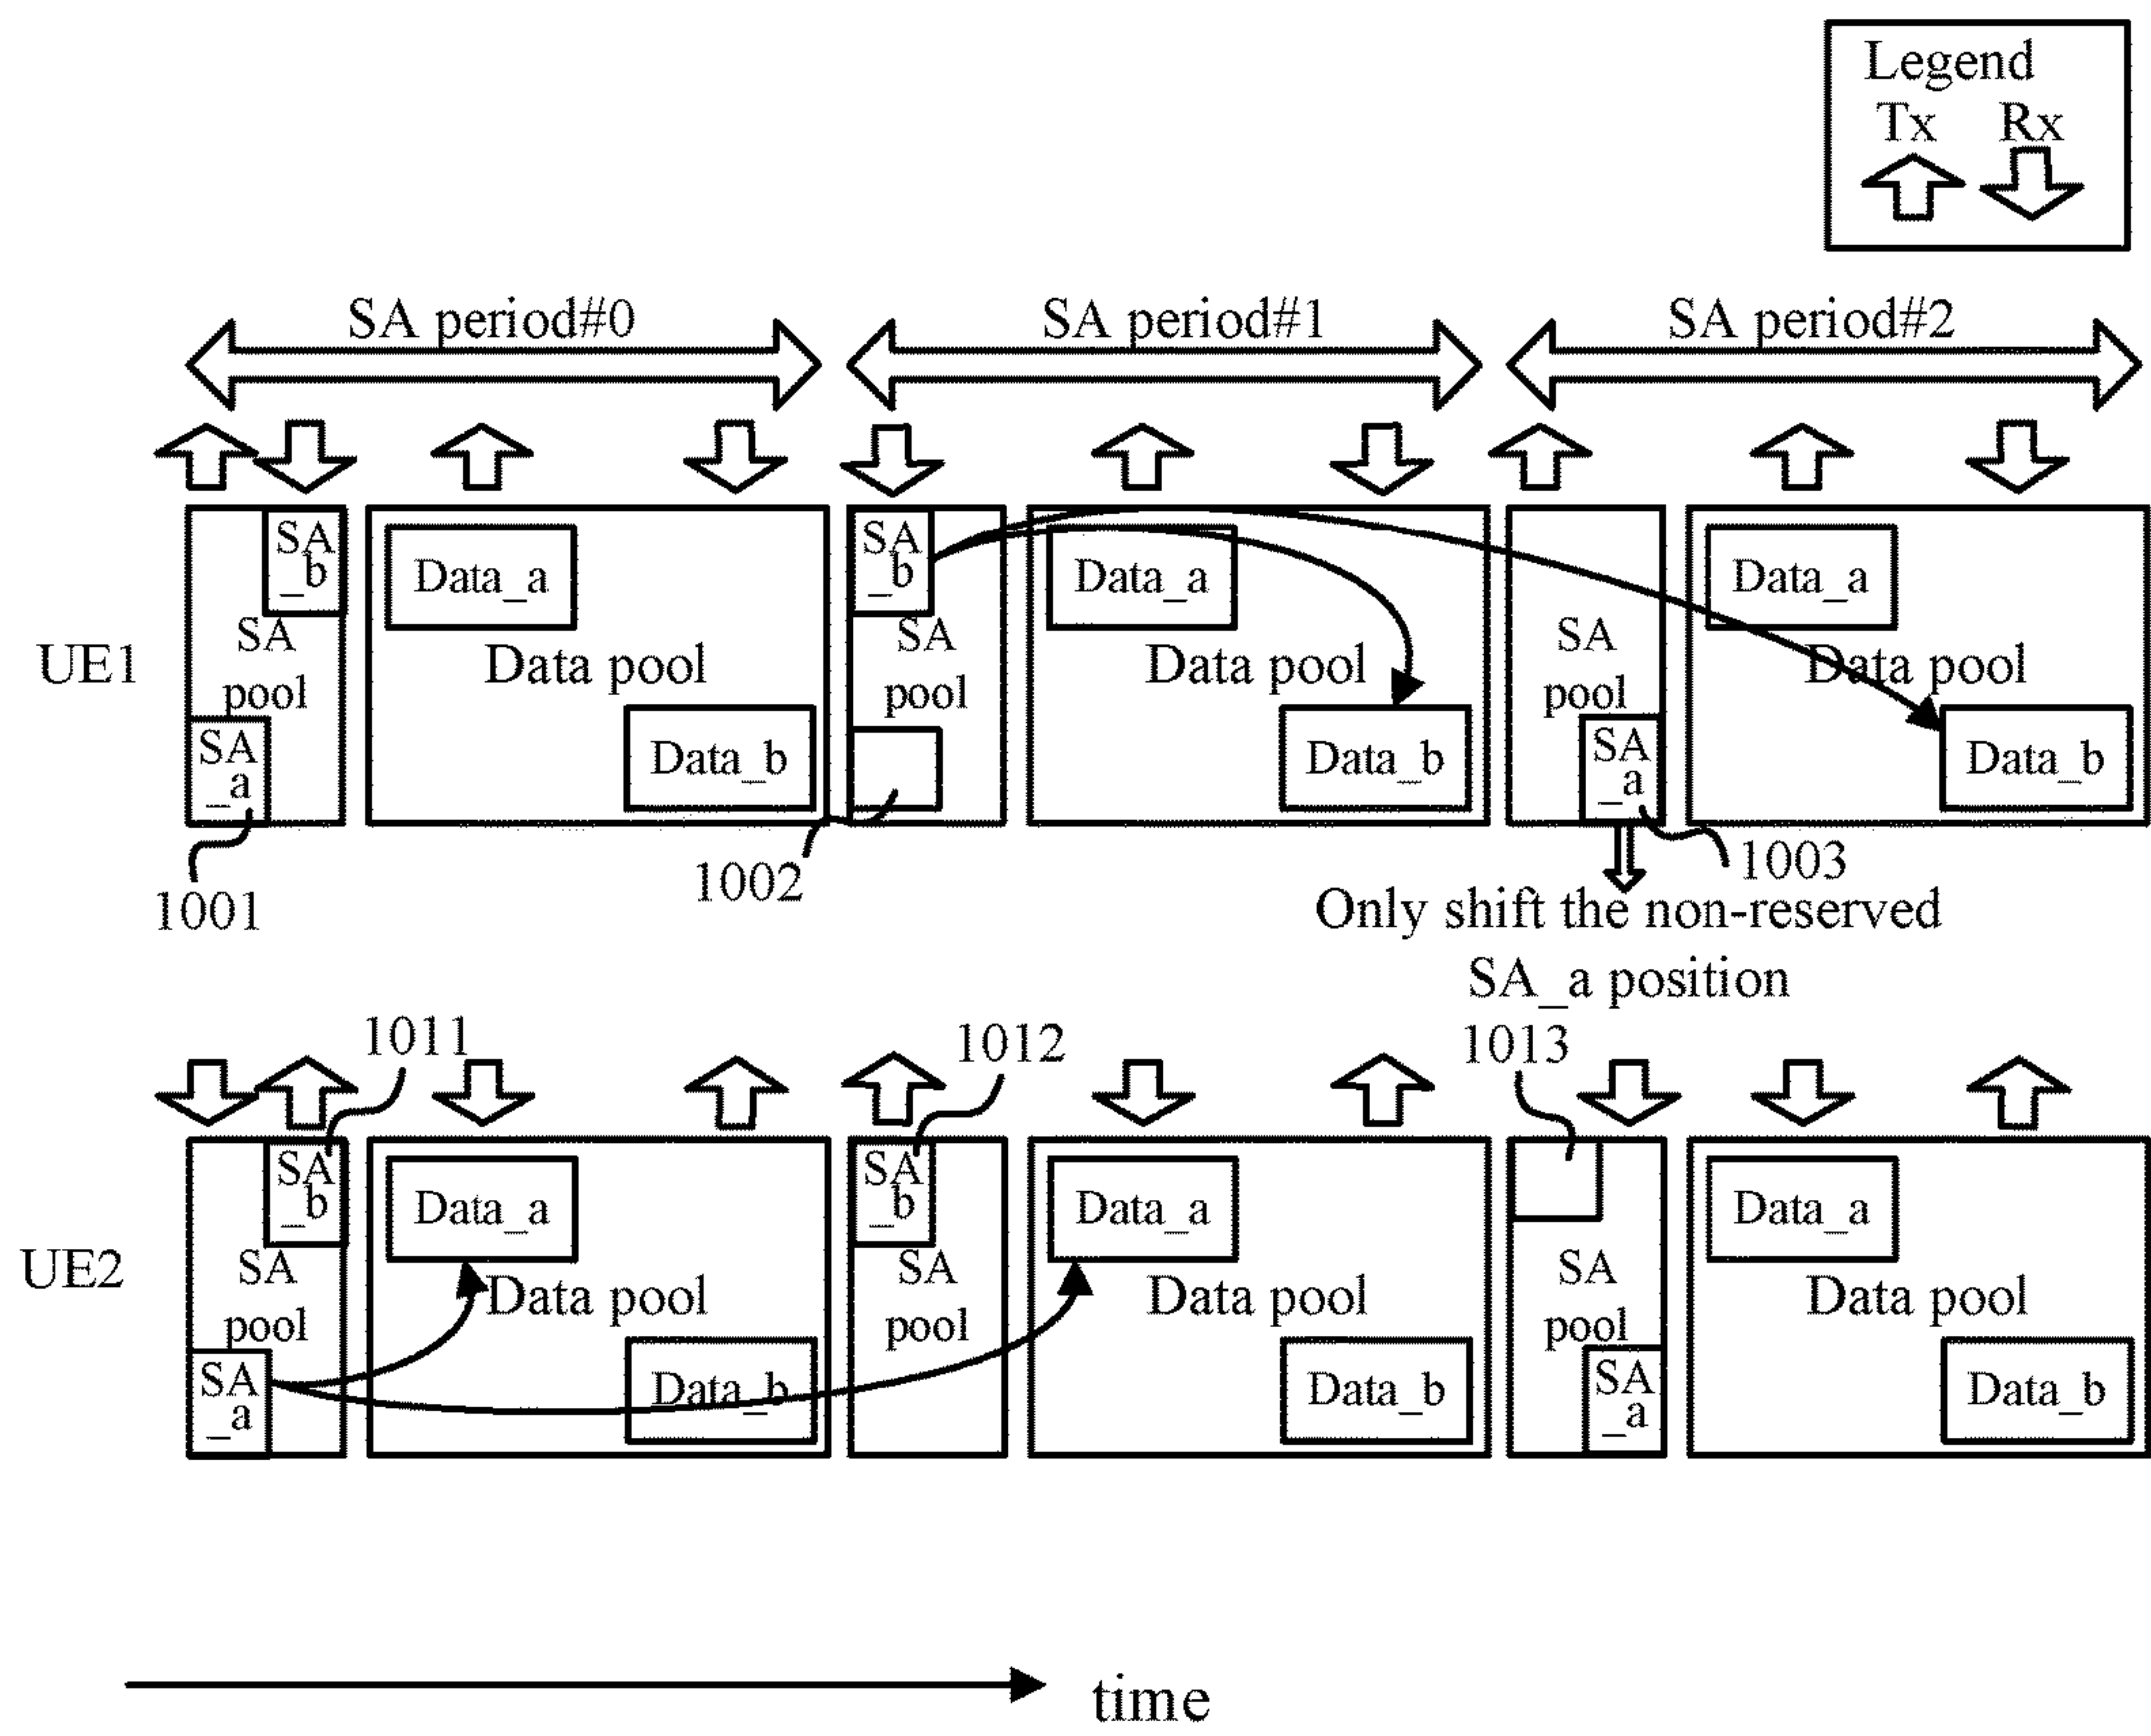 Legend
Tx Rx
SA period#0 SA period#1 SA period#2
UE1
SA
_b
SA
pool
SA
_a
Data_a
Data pool
Data_b
SA
_b
SA
pool
Data_a
Data pool
Data_b
SA
pool
SA
_a
Data_a
Data pool
Data_b
1001
1002
1003
Only shift the non-reserved
SA_a position
1011
1012
1013
UE2
SA
_b
SA
pool
SA
_a
Data_a
Data pool
Data_b
SA
_b
SA
pool
Data_a
Data pool
Data_b
SA
pool
SA
_a
Data_a
Data pool
Data_b
time